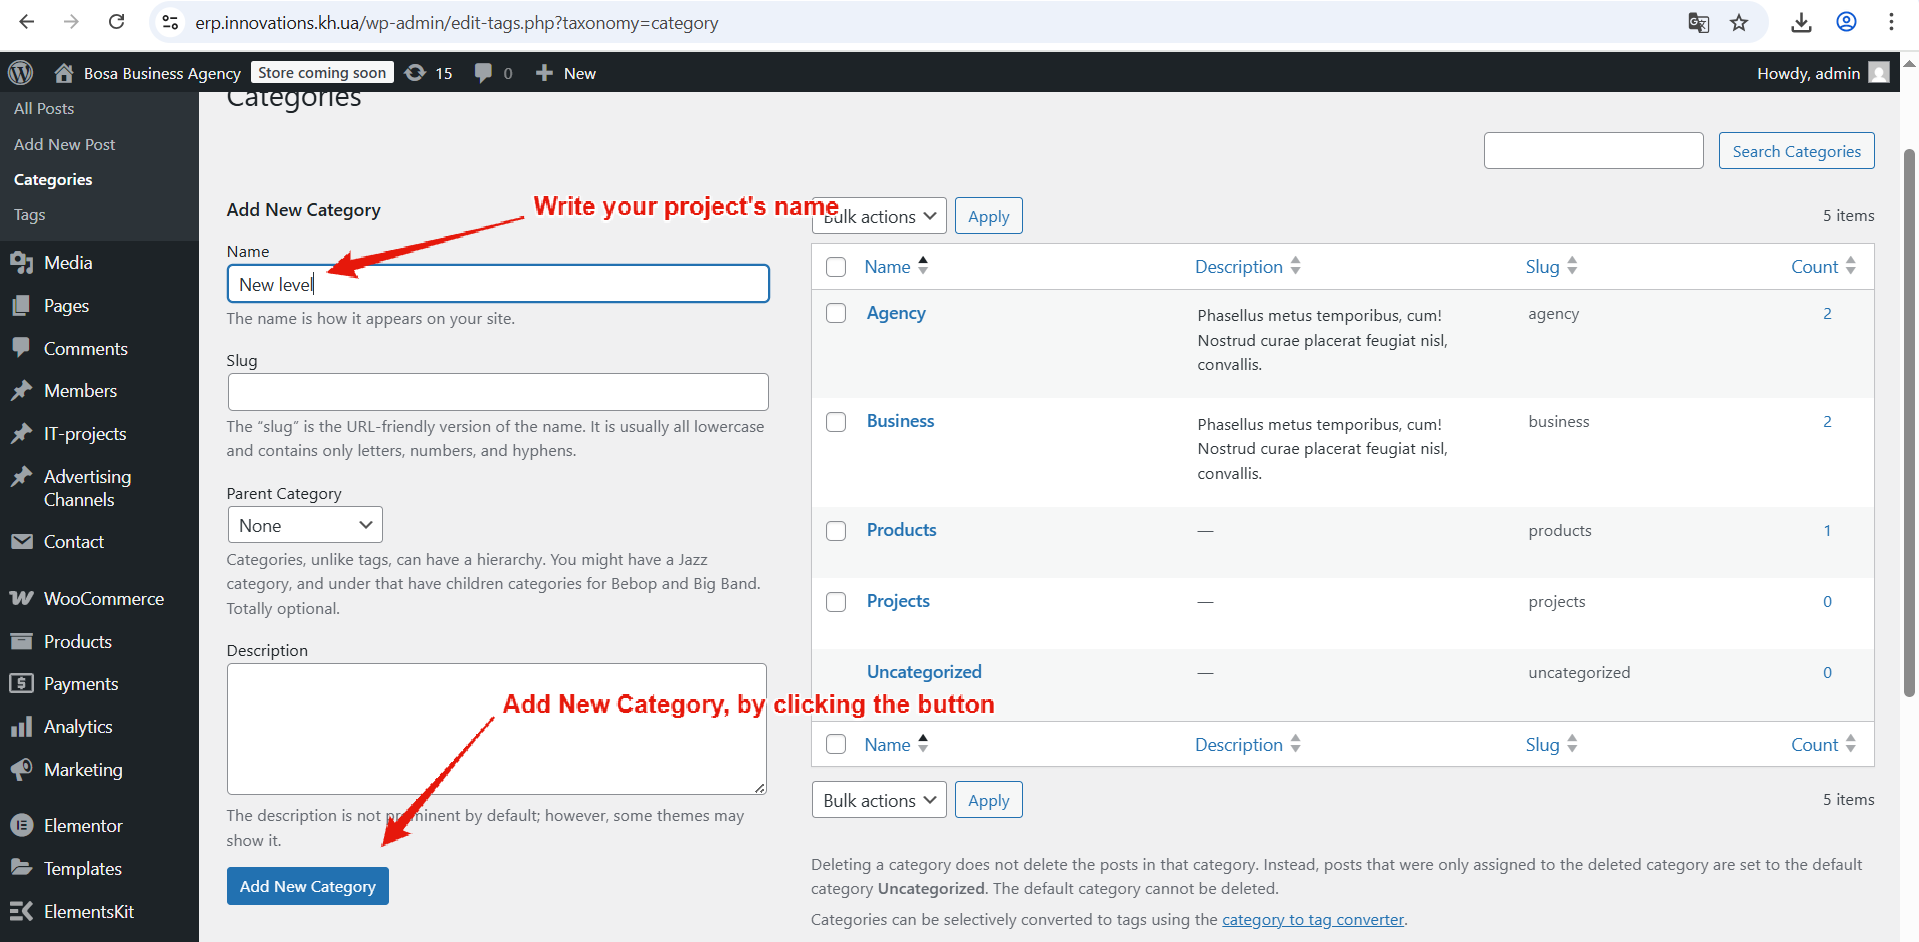 erp.innovations.kh.ua/wp-admin/edit-tags.php?taxonomy=category
Bosa Business Agency Store coming soon 15 0 New Howdy, admin
All Posts
Add New Post
Categories
Tags
Media
Pages
Comments
Members
IT-projects
Advertising
Channels
Contact
WooCommerce
Products
Payments
Analytics
Marketing
Elementor
Templates
ElementsKit
Categories
Search Categories
Add New Category
Write your project's name
Name
New level
The name is how it appears on your site.
Slug
The “slug” is the URL-friendly version of the name. It is usually all lowercase
and contains only letters, numbers, and hyphens.
Parent Category
None
Categories, unlike tags, can have a hierarchy. You might have a Jazz
category, and under that have children categories for Bebop and Big Band.
Totally optional.
Description
Add New Category, by clicking the button
The description is not prominent by default; however, some themes may
show it.
Add New Category
Bulk actions Apply 5 items
Name Description Slug Count
Agency Phasellus metus temporibus, cum! agency 2
Nostrud curae placerat feugiat nisl,
convallis.
Business Phasellus metus temporibus, cum! business 2
Nostrud curae placerat feugiat nisl,
convallis.
Products — products 1
Projects — projects 0
Uncategorized — uncategorized 0
Name Description Slug Count
Bulk actions Apply 5 items
Deleting a category does not delete the posts in that category. Instead, posts that were only assigned to the deleted category are set to the default
category Uncategorized. The default category cannot be deleted.
Categories can be selectively converted to tags using the category to tag converter.